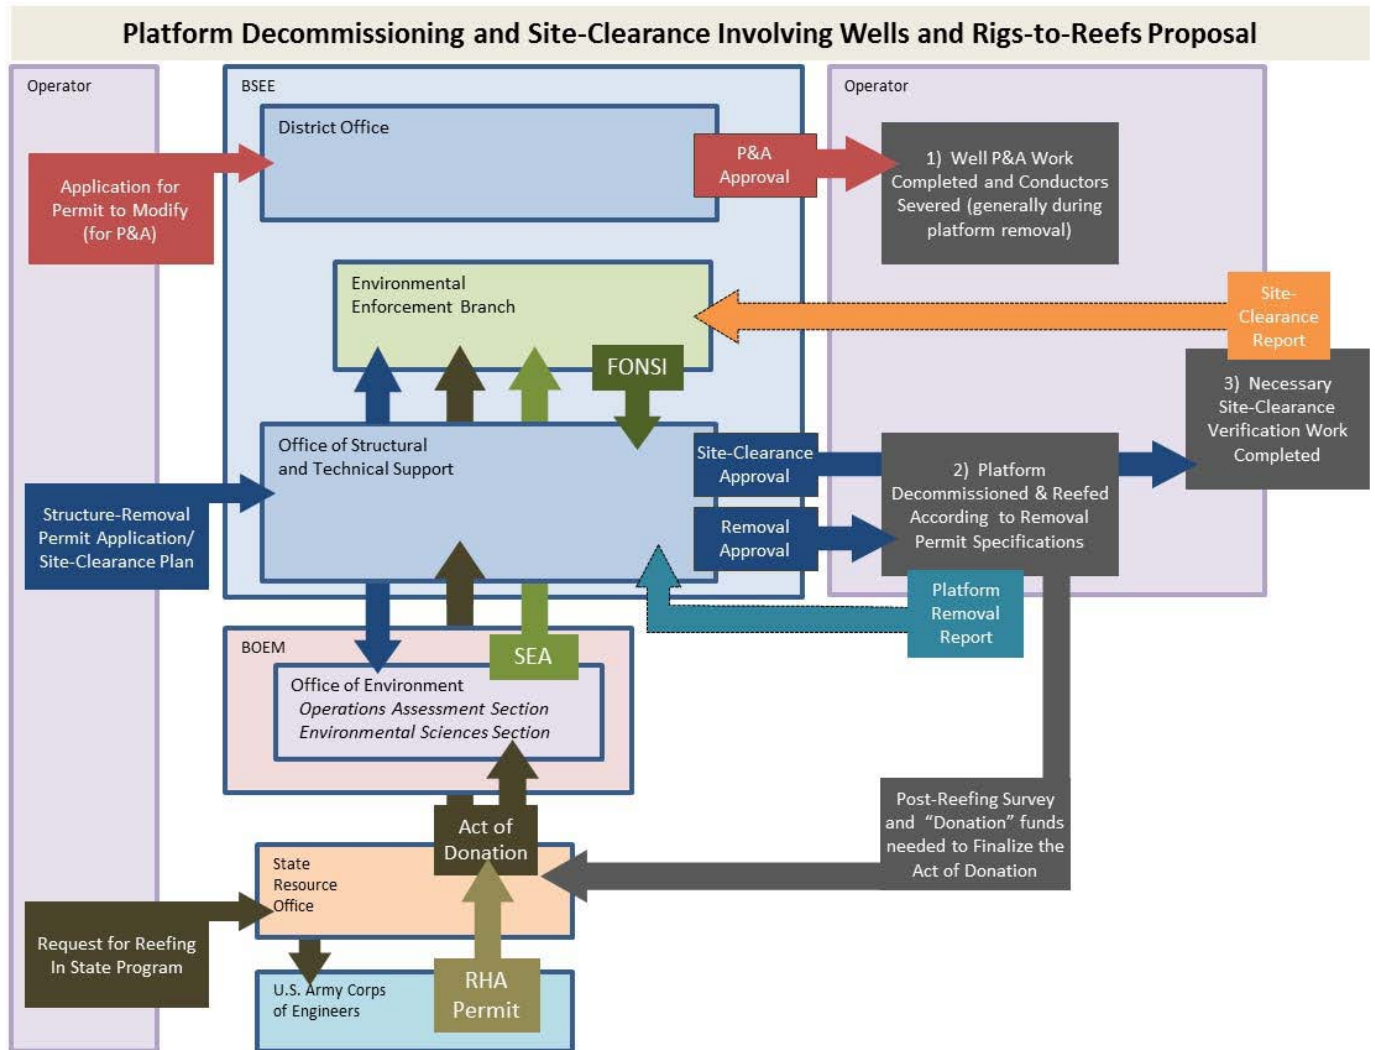 Platform Decommissioning and Site-Clearance Involving Wells and Rigs-to-Reefs Proposal
Operator
BSEE
Operator
District Office
Application for
Permit to Modify
(for P&A)
P&A
Approval
1) Well P&A Work
Completed and Conductors
Severed (generally during
platform removal)
Environmental
Enforcement Branch
FONSI
Site-
Clearance
Report
3) Necessary
Site-Clearance
Verification Work
Completed
Office of Structural
and Technical Support
Structure-Removal
Permit Application/
Site-Clearance Plan
Site-Clearance
Approval
Removal
Approval
2) Platform
Decommissioned & Reefed
According to Removal
Permit Specifications
Platform
Removal
Report
BOEM
SEA
Office of Environment
Operations Assessment Section
Environmental Sciences Section
Act of
Donation
Post-Reefing Survey
and “Donation” funds
needed to Finalize the
Act of Donation
State
Resource
Office
Request for Reefing
In State Program
U.S. Army Corps
of Engineers
RHA
Permit